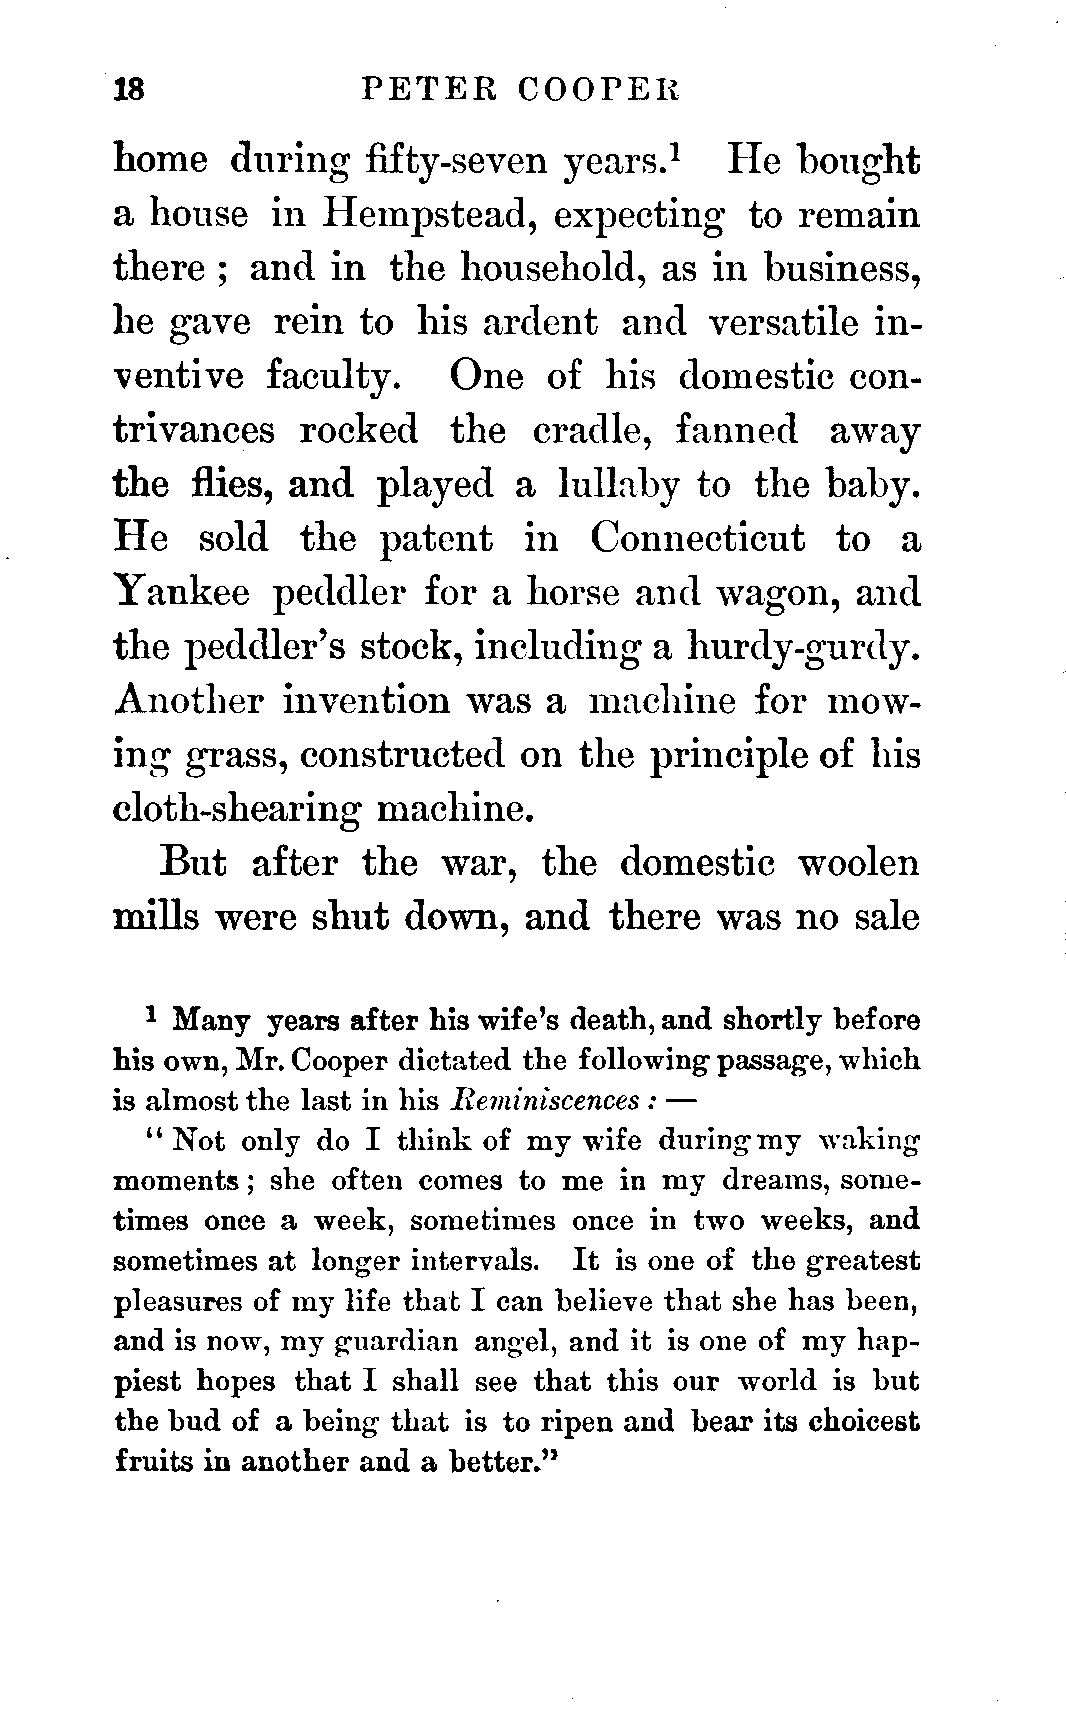 18 PETER COOPER
home during fifty-seven years.¹ He bought
a house in Hempstead, expecting to remain
there ; and in the household, as in business,
he gave rein to his ardent and versatile in-
ventive faculty. One of his domestic con-
trivances rocked the cradle, fanned away
the flies, and played a lullaby to the baby.
He sold the patent in Connecticut to a
Yankee peddler for a horse and wagon, and
the peddler's stock, including a hurdy-gurdy.
Another invention was a machine for mow-
ing grass, constructed on the principle of his
cloth-shearing machine.
But after the war, the domestic woolen
mills were shut down, and there was no sale
¹ Many years after his wife's death, and shortly before
his own, Mr. Cooper dictated the following passage, which
is almost the last in his Reminiscences : —
“ Not only do I think of my wife during my waking
moments ; she often comes to me in my dreams, some-
times once a week, sometimes once in two weeks, and
sometimes at longer intervals. It is one of the greatest
pleasures of my life that I can believe that she has been,
and is now, my guardian angel, and it is one of my hap-
piest hopes that I shall see that this our world is but
the bud of a being that is to ripen and bear its choicest
fruits in another and a better.”